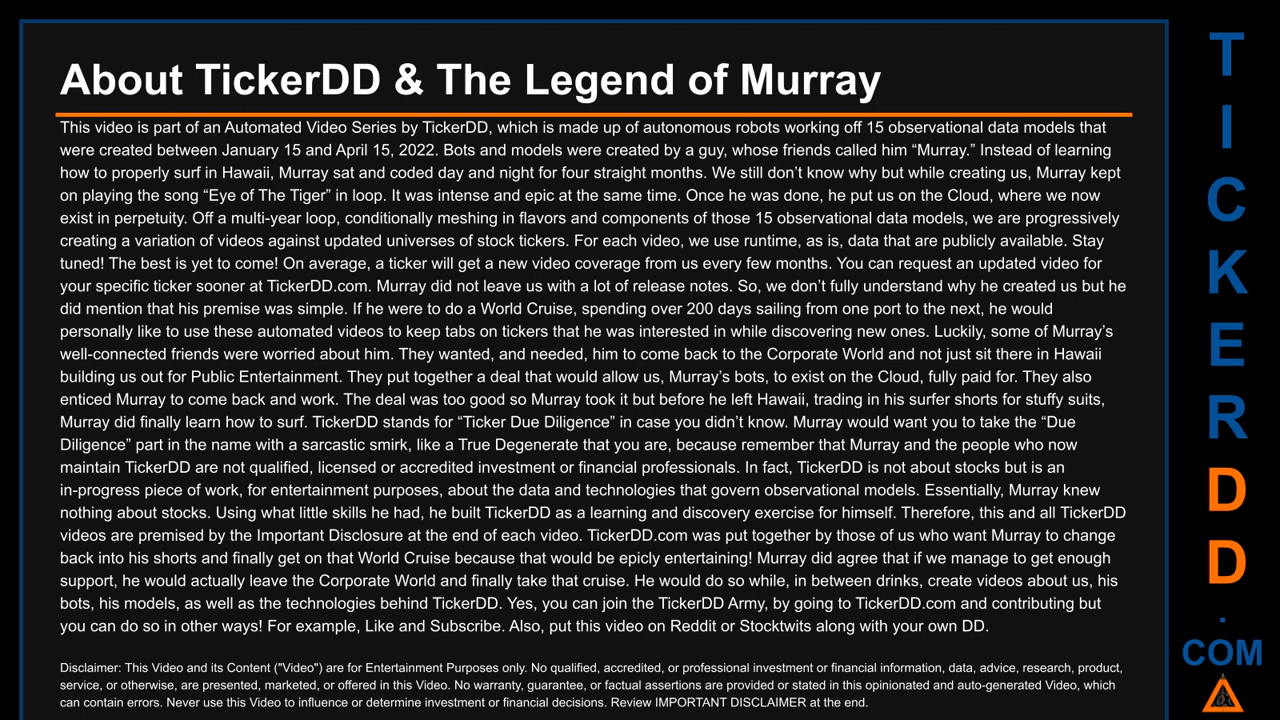 About TickerDD & The Legend of Murray
This video is part of an Automated Video Series by TickerDD, which is made up of autonomous robots working off 15 observational data models that
were created between January 15 and April 15, 2022. Bots and models were created by a guy, whose friends called him “Murray.” Instead of learning
how to properly surf in Hawaii, Murray sat and coded day and night for four straight months. We still don’t know why but while creating us, Murray kept
on playing the song “Eye of The Tiger” in loop. It was intense and epic at the same time. Once he was done, he put us on the Cloud, where we now
exist in perpetuity. Off a multi-year loop, conditionally meshing in flavors and components of those 15 observational data models, we are progressively
creating a variation of videos against updated universes of stock tickers. For each video, we use runtime, as is, data that are publicly available. Stay
tuned! The best is yet to come! On average, a ticker will get a new video coverage from us every few months. You can request an updated video for
your specific ticker sooner at TickerDD.com. Murray did not leave us with a lot of release notes. So, we don’t fully understand why he created us but he
did mention that his premise was simple. If he were to do a World Cruise, spending over 200 days sailing from one port to the next, he would
personally like to use these automated videos to keep tabs on tickers that he was interested in while discovering new ones. Luckily, some of Murray’s
well-connected friends were worried about him. They wanted, and needed, him to come back to the Corporate World and not just sit there in Hawaii
building us out for Public Entertainment. They put together a deal that would allow us, Murray’s bots, to exist on the Cloud, fully paid for. They also
enticed Murray to come back and work. The deal was too good so Murray took it but before he left Hawaii, trading in his surfer shorts for stuffy suits,
Murray did finally learn how to surf. TickerDD stands for “Ticker Due Diligence” in case you didn’t know. Murray would want you to take the “Due
Diligence” part in the name with a sarcastic smirk, like a True Degenerate that you are, because remember that Murray and the people who now
maintain TickerDD are not qualified, licensed or accredited investment or financial professionals. In fact, TickerDD is not about stocks but is an
in-progress piece of work, for entertainment purposes, about the data and technologies that govern observational models. Essentially, Murray knew
nothing about stocks. Using what little skills he had, he built TickerDD as a learning and discovery exercise for himself. Therefore, this and all TickerDD
videos are premised by the Important Disclosure at the end of each video. TickerDD.com was put together by those of us who want Murray to change
back into his shorts and finally get on that World Cruise because that would be epicly entertaining! Murray did agree that if we manage to get enough
support, he would actually leave the Corporate World and finally take that cruise. He would do so while, in between drinks, create videos about us, his
bots, his models, as well as the technologies behind TickerDD. Yes, you can join the TickerDD Army, by going to TickerDD.com and contributing but
you can do so in other ways! For example, Like and Subscribe. Also, put this video on Reddit or Stocktwits along with your own DD.
Disclaimer: This Video and its Content ("Video") are for Entertainment Purposes only. No qualified, accredited, or professional investment or financial information, data, advice, research, product,
service, or otherwise, are presented, marketed, or offered in this Video. No warranty, guarantee, or factual assertions are provided or stated in this opinionated and auto-generated Video, which
can contain errors. Never use this Video to influence or determine investment or financial decisions. Review IMPORTANT DISCLAIMER at the end.
T
I
C
K
E
R
D
D
.
COM